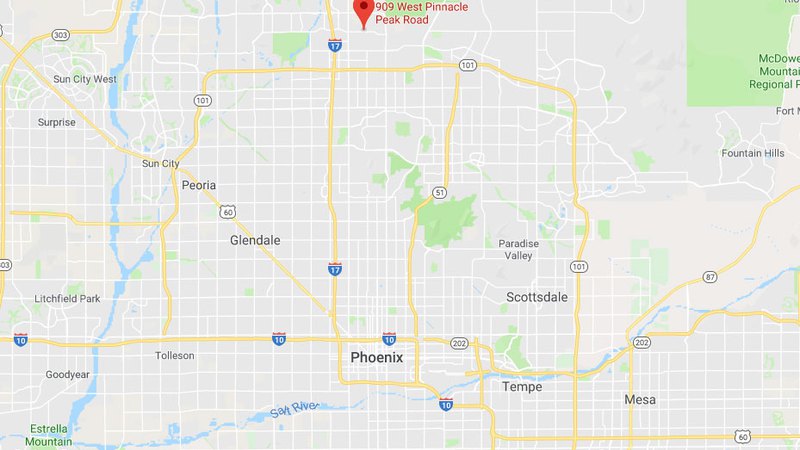 909 West Pinnacle
Peak Road
303
17
McDowe
Mountain
Regional P
101
101
Sun City West
101
Surprise
Fort M
Sun City
Fountain Hills
Peoria
51
60
Glendale
Paradise
Valley
303
17
101
87
Litchfield Park
Scottsdale
10
10
202
202
Tolleson
Phoenix
Goodyear
Tempe
Mesa
10
Salt River
Estrella
Mountain
60